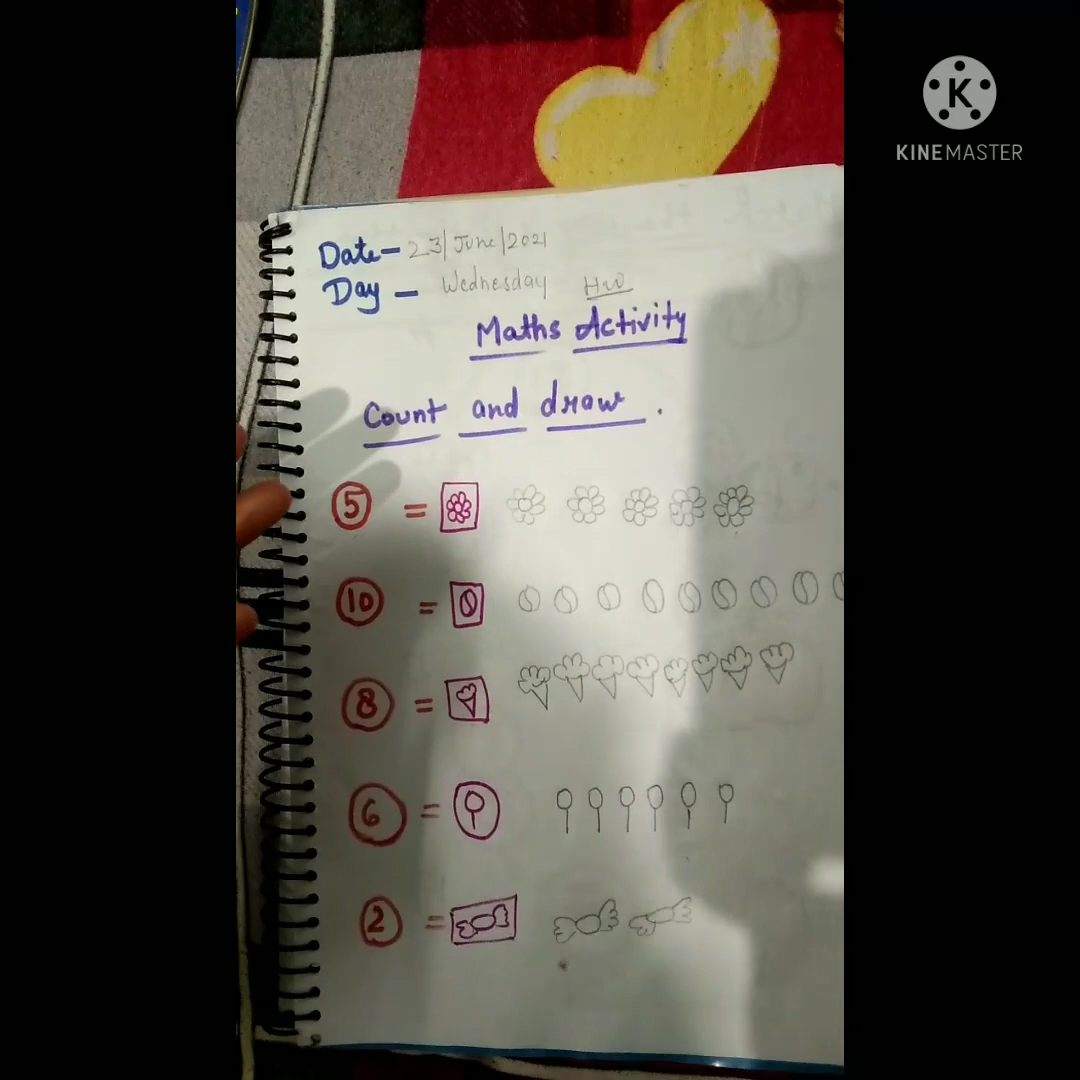 K
KINEMASTER
Date- 23/June/2021
Day - Wednesday HW
Maths Activity
Count and draw.
5 =
10 =
8 =
6 =
2 =